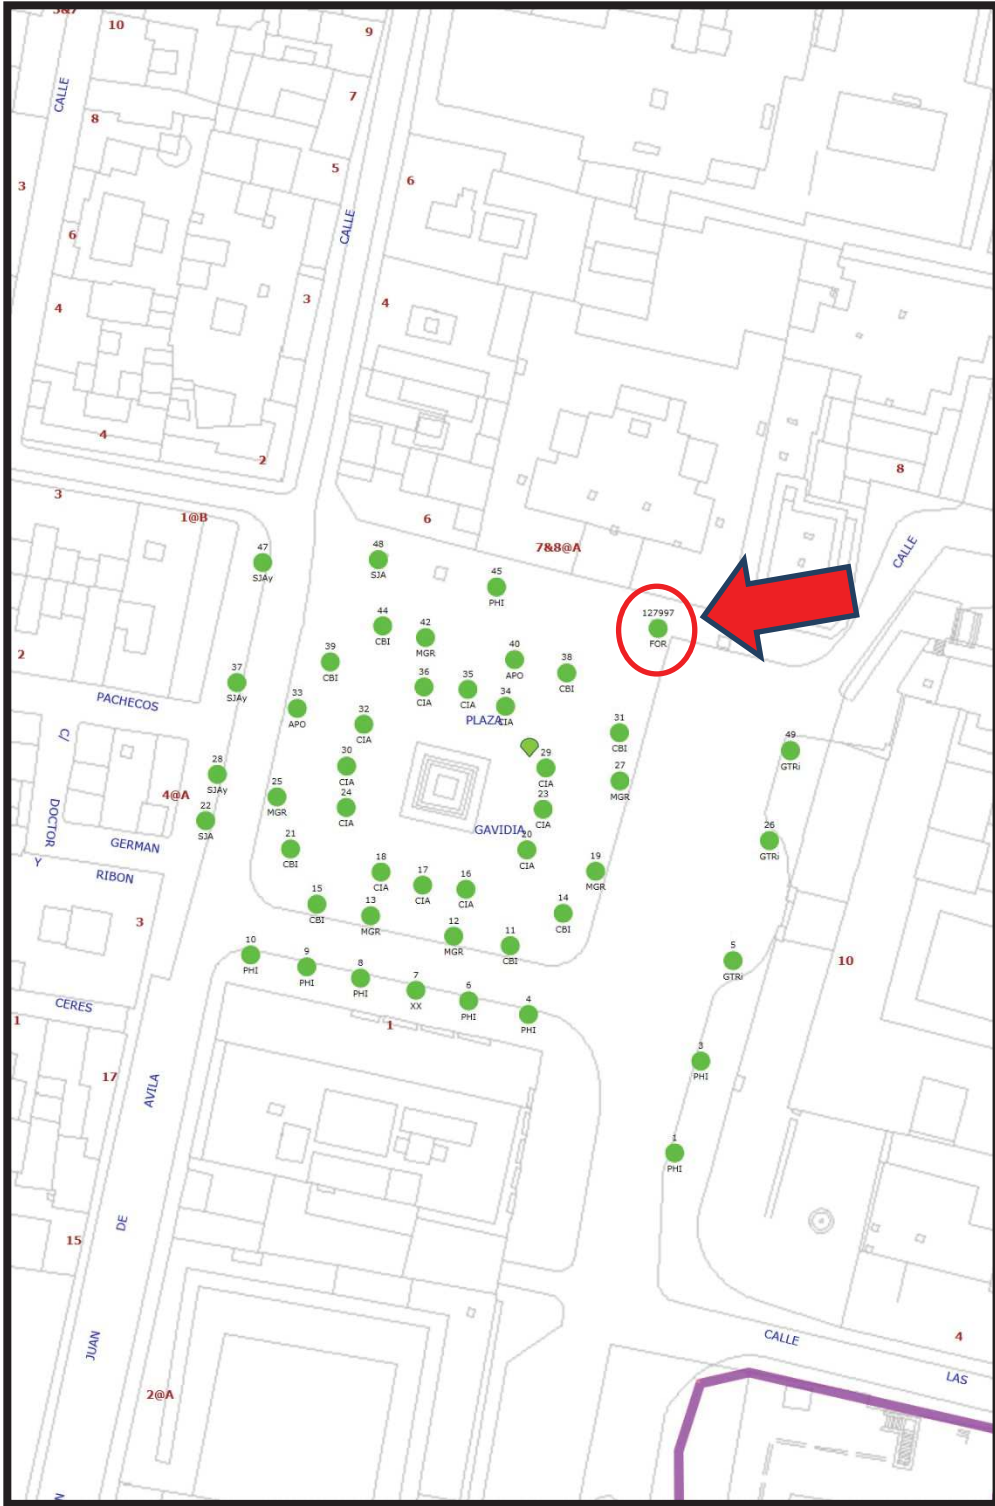 5&7
10
9
CALLE
7
8
5
3
6
6
CALLE
3
4
4
4
2
8
3
1@B
6
7&8@A
CALLE
47
SJAy
48
SJA
45
PHI
127997
FOR
44
CBI
42
MGR
2
39
CBI
40
APO
38
CBI
37
SJAy
36
CIA
35
CIA
PACHECOS
33
APO
34
CIA
32
CIA
PLAZA
31
CBI
C/
49
GTRi
30
CIA
29
CIA
28
SJAy
27
MGR
4@A
25
MGR
24
CIA
23
CIA
22
SJA
DOCTOR
GAVIDIA
26
GTRi
GERMAN
21
CBI
20
CIA
Y
RIBON
18
CIA
17
CIA
16
CIA
19
MGR
15
CBI
13
MGR
14
CBI
3
12
MGR
11
CBI
10
PHI
9
PHI
8
PHI
7
XX
6
PHI
4
PHI
5
GTRi
10
CERES
1
1
3
PHI
17
AVILA
1
PHI
DE
15
JUAN
CALLE
4
LAS
2@A
N